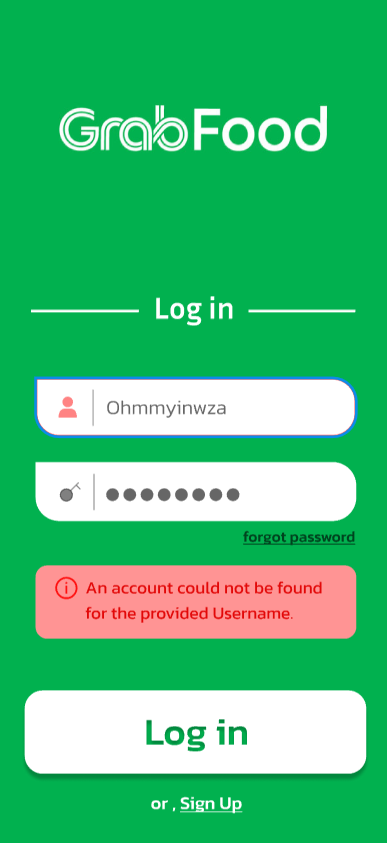 GrabFood
Log in
Ohmmyinwza
forgot password
An account could not be found
for the provided Username.
Log in
or , Sign Up